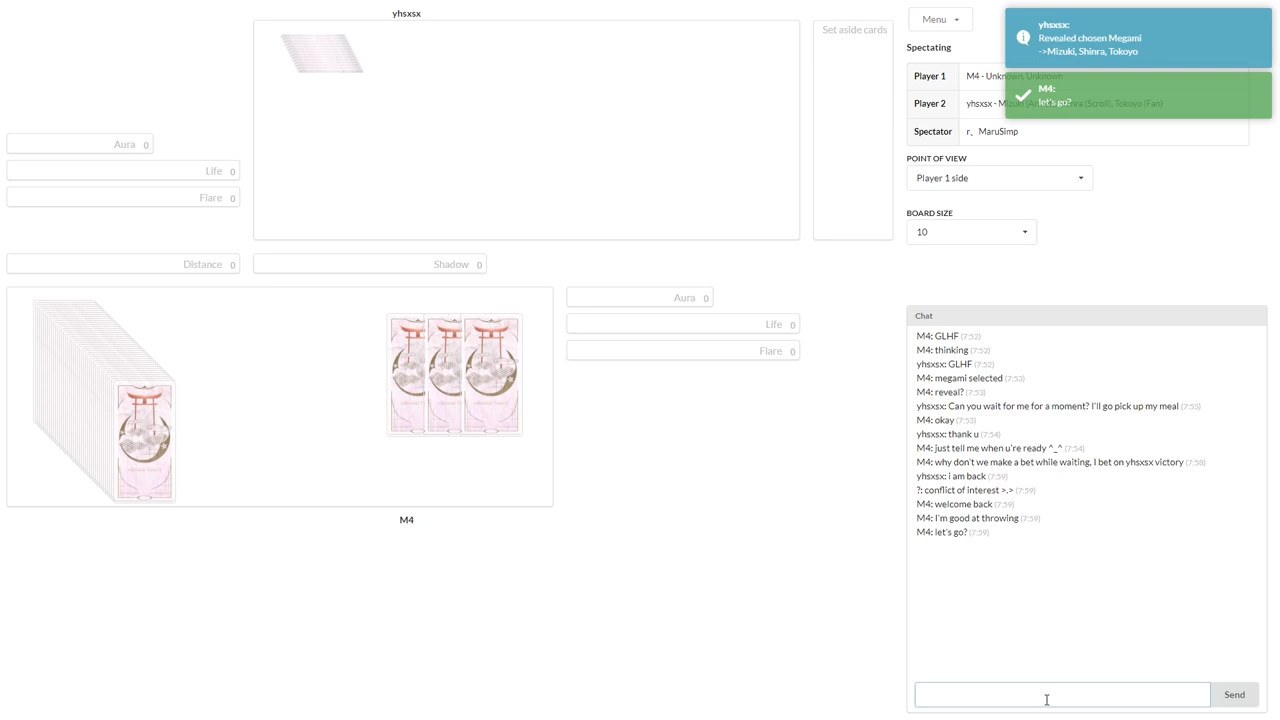 yhsxsx
Set aside cards
Aura 0
Life 0
Flare 0
Distance 0
Shadow 0
Aura 0
Life 0
Flare 0
M4
Menu
yhsxsx:
Revealed chosen Megami
->Mizuki, Shinra, Tokoyo
M4:
let's go?
Spectating
Player 1 M4 - Unknown, Unknown
Player 2 yhsxsx - Mizuki (Scroll), Tokoyo (Fan)
Spectator r、 MaruSimp
POINT OF VIEW
Player 1 side
BOARD SIZE
10
Chat
M4: GLHF (7:52)
M4: thinking (7:52)
yhsxsx: GLHF (7:52)
M4: megami selected (7:53)
M4: reveal? (7:53)
yhsxsx: Can you wait for me for a moment? I'll go pick up my meal (7:53)
M4: okay (7:53)
yhsxsx: thank u (7:54)
M4: just tell me when u're ready ^_^ (7:54)
M4: why don't we make a bet while waiting, I bet on yhsxsx victory (7:58)
yhsxsx: i am back (7:59)
?: conflict of interest >.> (7:59)
M4: welcome back (7:59)
M4: I'm good at throwing (7:59)
M4: let's go? (7:59)
Send